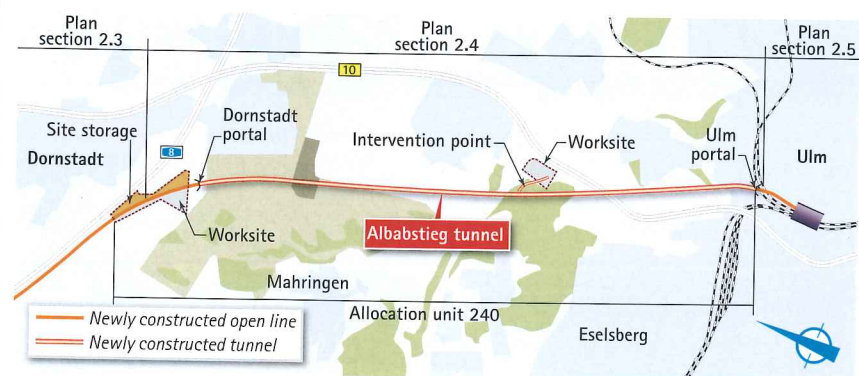 Plan
section 2.3
Plan
section 2.4
Plan
section 2.5
10
Site storage
Dornstadt
8
Dornstadt
portal
Intervention point
Worksite
Ulm
portal
Ulm
Worksite
Albabstieg tunnel
Mahringen
Allocation unit 240
Eselsberg
Newly constructed open line
Newly constructed tunnel